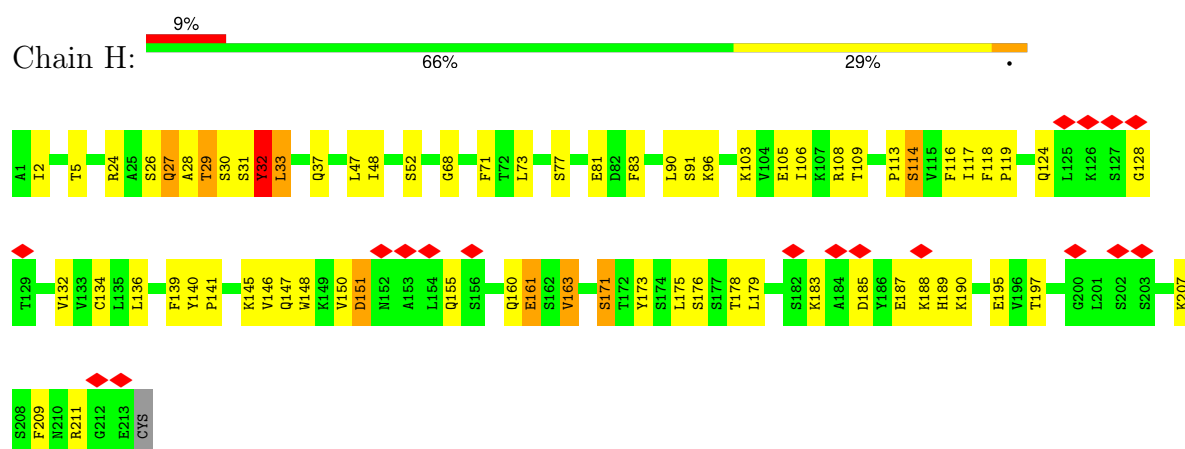 9%
Chain H:
66% 29% •
A1 I2 T5 R24 A25 S26 Q27 A28 T29 S30 S31 Y32 L33 Q37 L47 I48 S52 G68 F71 T72 L73 S77 E81 D82 F83 L90 S91 K96 K103 V104 E105 I106 K107 R108 T109 P113 S114 V115 F116 I117 F118 P119 Q124 L125 K126 S127 G128
T129 V132 V133 C134 L135 L136 F139 Y140 P141 K145 V146 Q147 W148 K149 V150 D151 N152 A153 L154 Q155 S156 Q160 E161 S162 V163 S171 T172 Y173 S174 L175 S176 S177 T178 L179 S182 K183 A184 D185 Y186 E187 K188 H189 K190 E195 V196 T197 G200 L201 S202 S203 K207
S208 F209 N210 R211 G212 E213 CYS